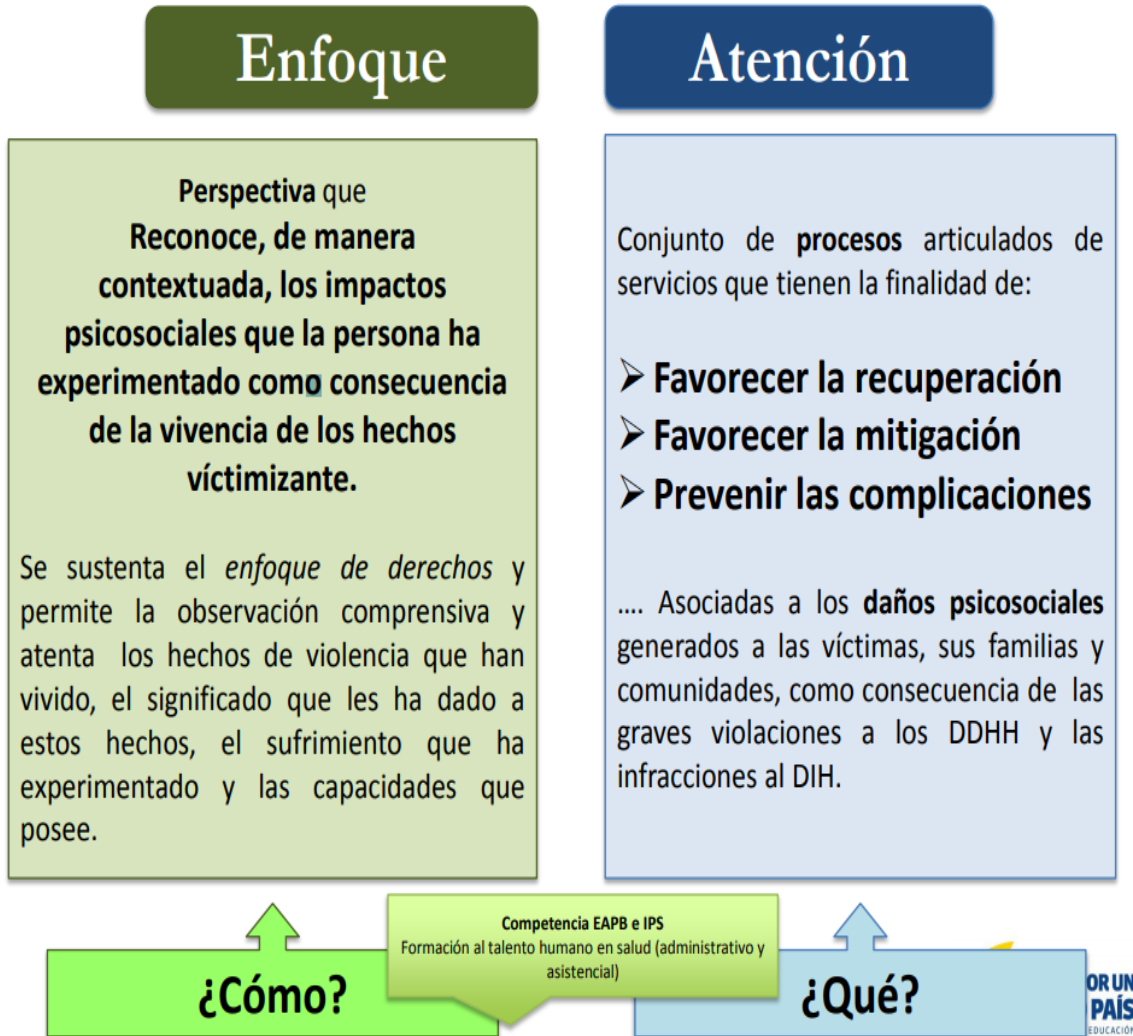 Enfoque
Perspectiva que
Reconoce, de manera
contextuada, los impactos
psicosociales que la persona ha
experimentado como consecuencia
de la vivencia de los hechos
víctimizante.
Se sustenta el enfoque de derechos y
permite la observación comprensiva y
atenta los hechos de violencia que han
vivido, el significado que les ha dado a
estos hechos, el sufrimiento que ha
experimentado y las capacidades que
posee.
Atención
Conjunto de procesos articulados de
servicios que tienen la finalidad de:
➢ Favorecer la recuperación
➢ Favorecer la mitigación
➢ Prevenir las complicaciones
.... Asociadas a los daños psicosociales
generados a las víctimas, sus familias y
comunidades, como consecuencia de las
graves violaciones a los DDHH y las
infracciones al DIH.
Competencia EAPB e IPS
Formación al talento humano en salud (administrativo y
asistencial)
¿Cómo?
¿Qué?
OR UN
PAÍS
EDUCACIÓN